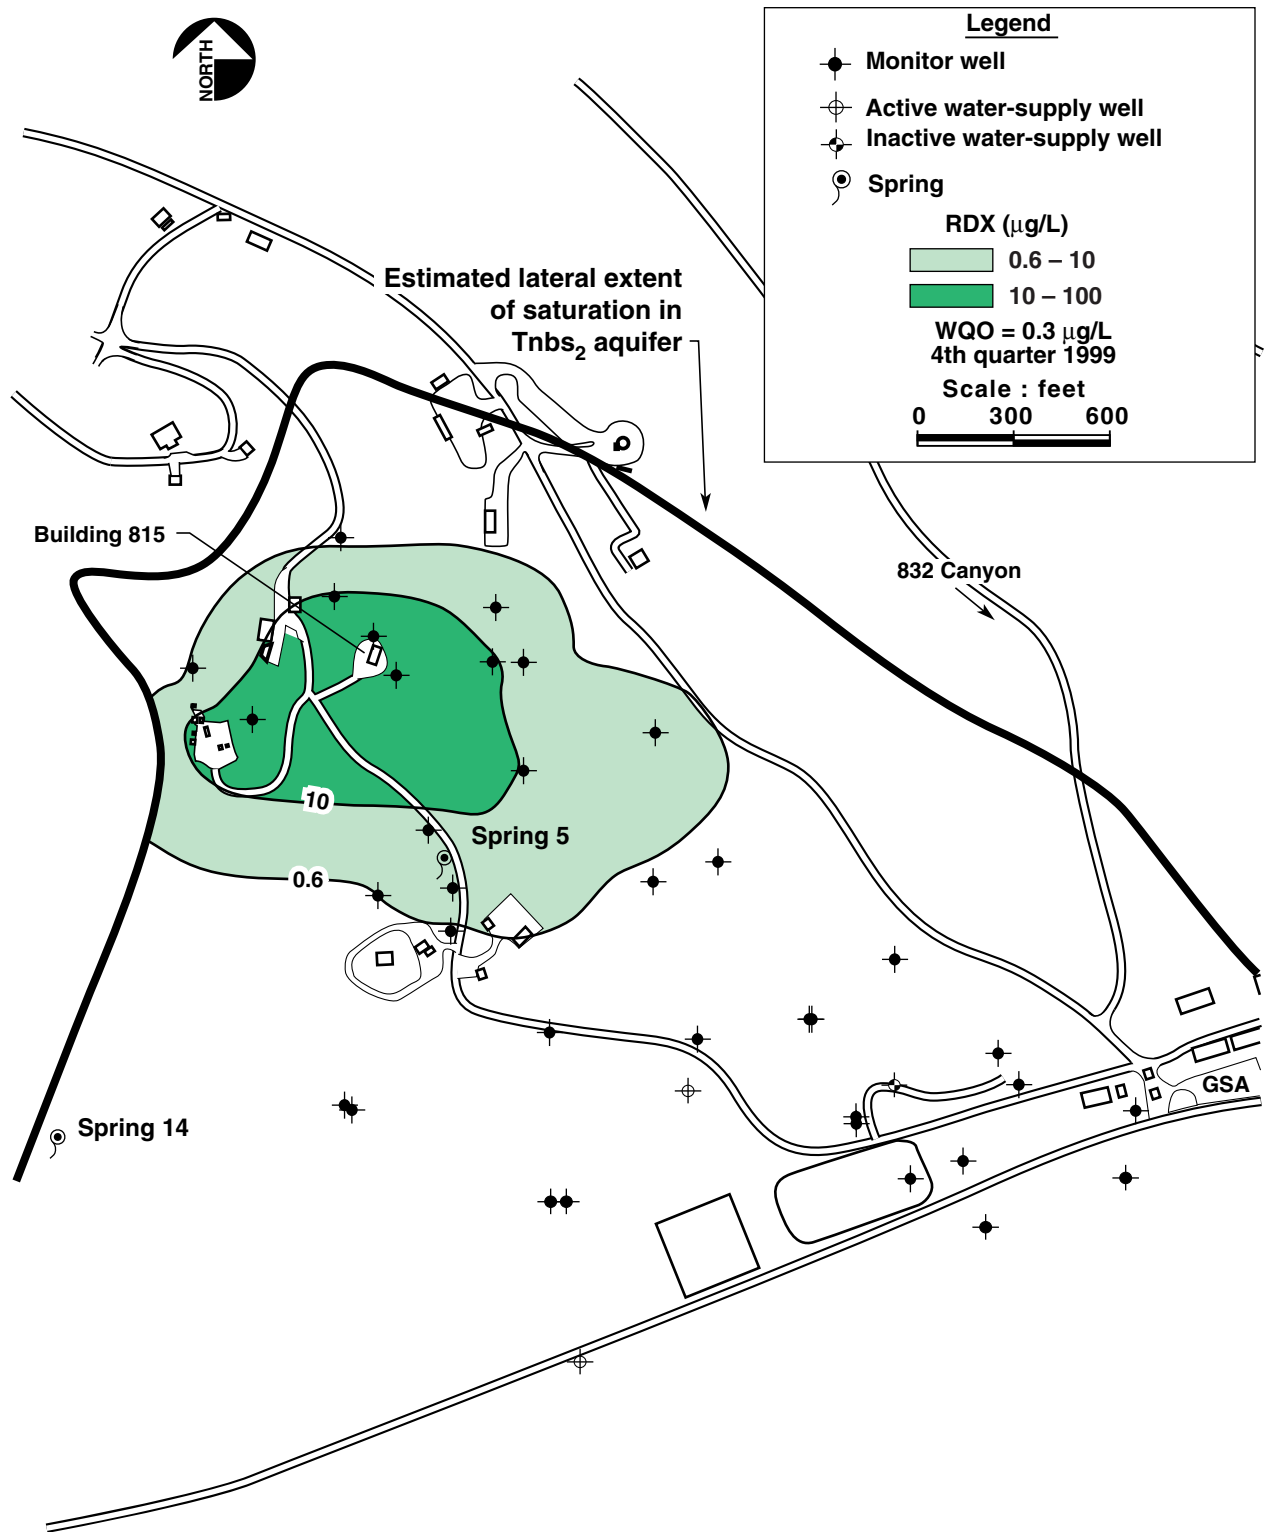 NORTH
Legend
Monitor well
Active water-supply well
Inactive water-supply well
Spring
RDX (μg/L)
0.6 – 10
10 – 100
WQO = 0.3 μg/L
4th quarter 1999
Scale : feet
0 300 600
Estimated lateral extent
of saturation in
Tnbs2 aquifer
Building 815
832 Canyon
10
Spring 5
0.6
GSA
Spring 14